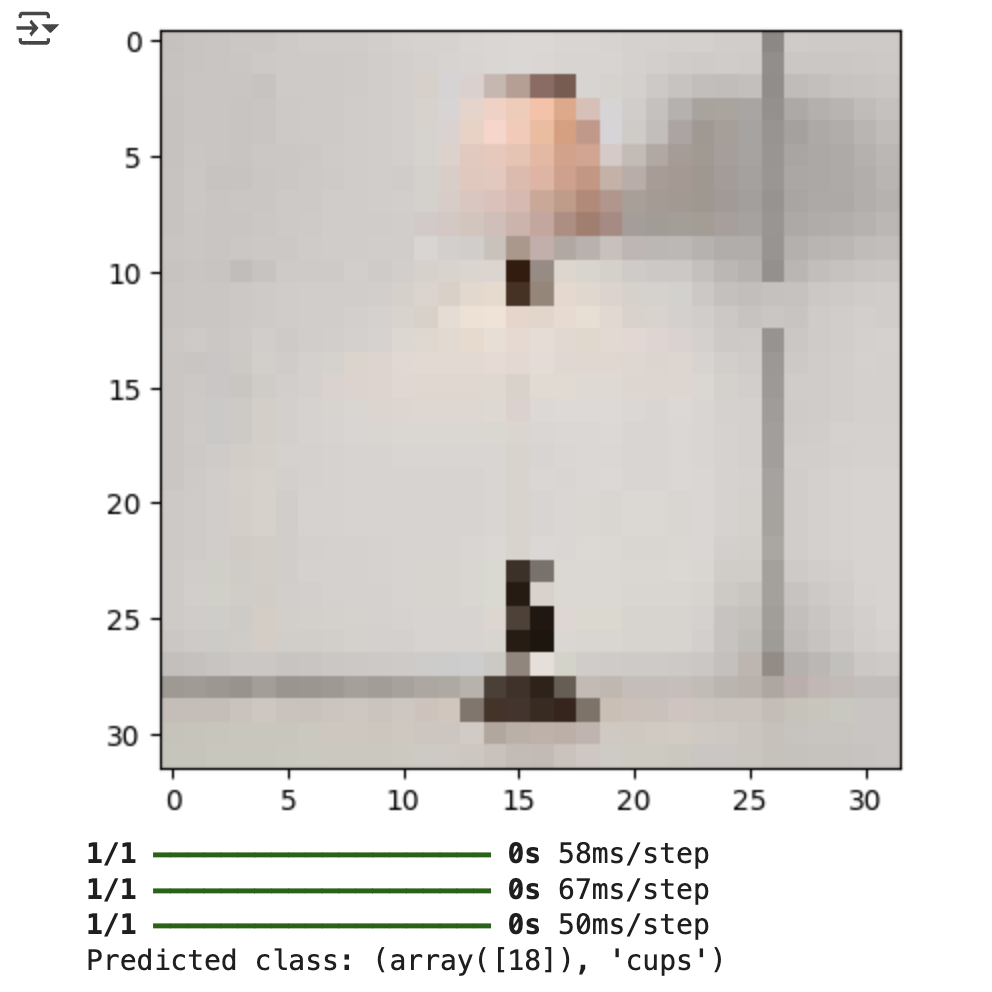 0
5
10
15
20
25
30
0 5 10 15 20 25 30
1/1 ━━━━━━━━━━━━━━━━━━━━ 0s 58ms/step
1/1 ━━━━━━━━━━━━━━━━━━━━ 0s 67ms/step
1/1 ━━━━━━━━━━━━━━━━━━━━ 0s 50ms/step
Predicted class: (array([18]), 'cups')